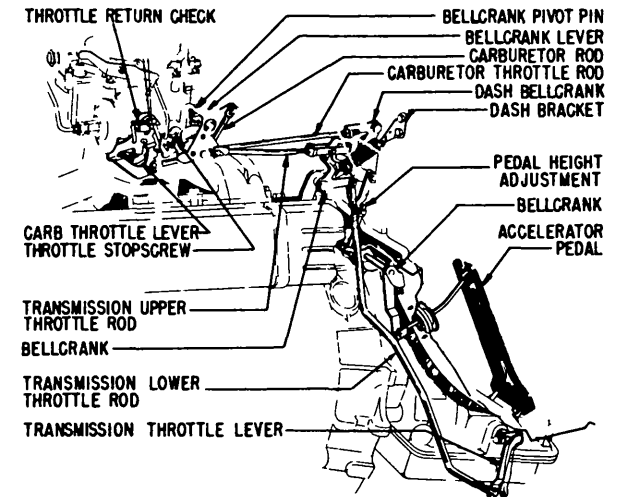 THROTTLE RETURN CHECK
BELLCRANK PIVOT PIN
BELLCRANK LEVER
CARBURETOR ROD
CARBURETOR THROTTLE ROD
DASH BELLCRANK
DASH BRACKET
PEDAL HEIGHT
ADJUSTMENT
BELLCRANK
ACCELERATOR
PEDAL
CARB THROTTLE LEVER
THROTTLE STOPSCREW
TRANSMISSION UPPER
THROTTLE ROD
BELLCRANK
TRANSMISSION LOWER
THROTTLE ROD
TRANSMISSION THROTTLE LEVER